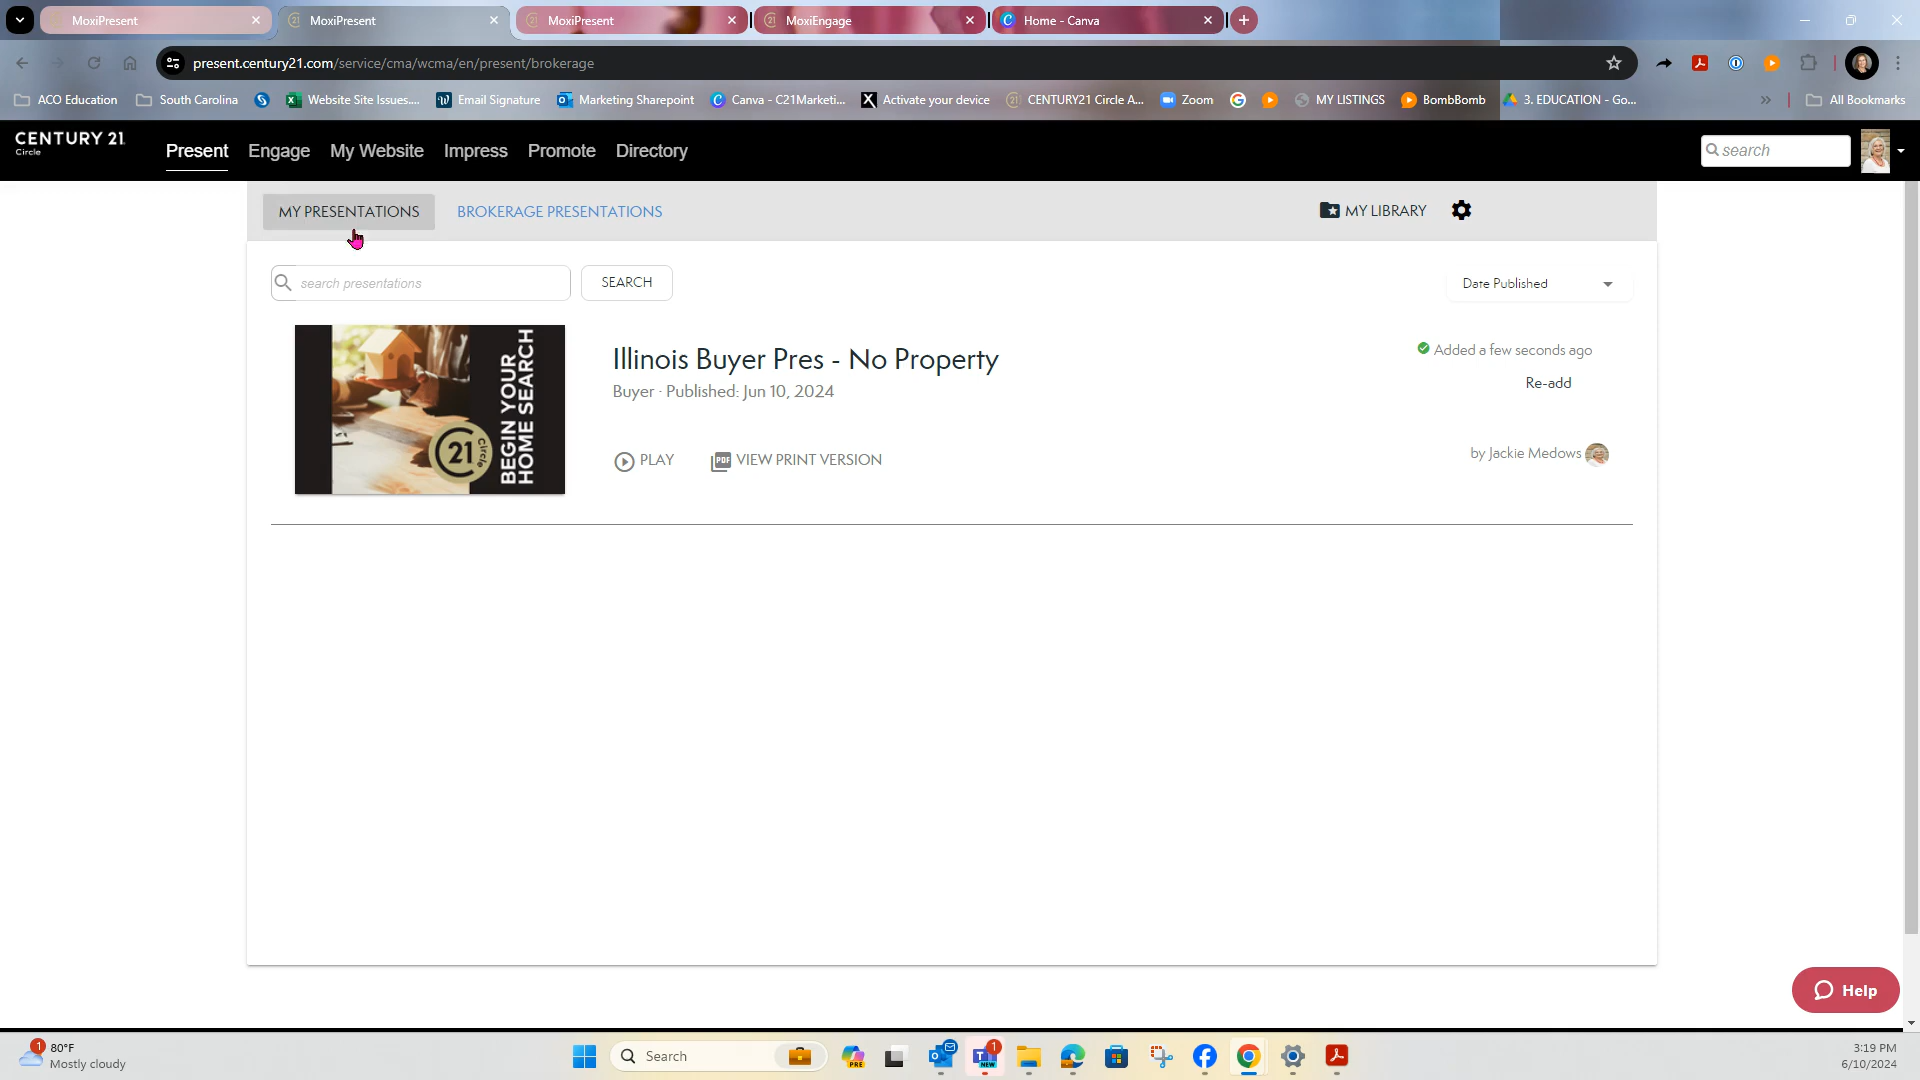 MoxiPresent
MoxiPresent
MoxiPresent
MoxiEngage
Home - Canva
present.century21.com/service/cma/wcma/en/present/brokerage
ACO Education
South Carolina
Website Site Issues....
Email Signature
Marketing Sharepoint
Canva - C21Marketi...
Activate your device
CENTURY21 Circle A...
Zoom
MY LISTINGS
BombBomb
3. EDUCATION - Go...
All Bookmarks
CENTURY 21
Circle
Present
Engage
My Website
Impress
Promote
Directory
search
MY PRESENTATIONS
BROKERAGE PRESENTATIONS
MY LIBRARY
search presentations
SEARCH
Date Published
BEGIN YOUR
HOME SEARCH
21
Circle
Illinois Buyer Pres - No Property
Buyer · Published: Jun 10, 2024
Added a few seconds ago
Re-add
PLAY
PDF
VIEW PRINT VERSION
by Jackie Medows
Help
1
80°F
Mostly cloudy
Search
PRE
1
NEW
3:19 PM
6/10/2024